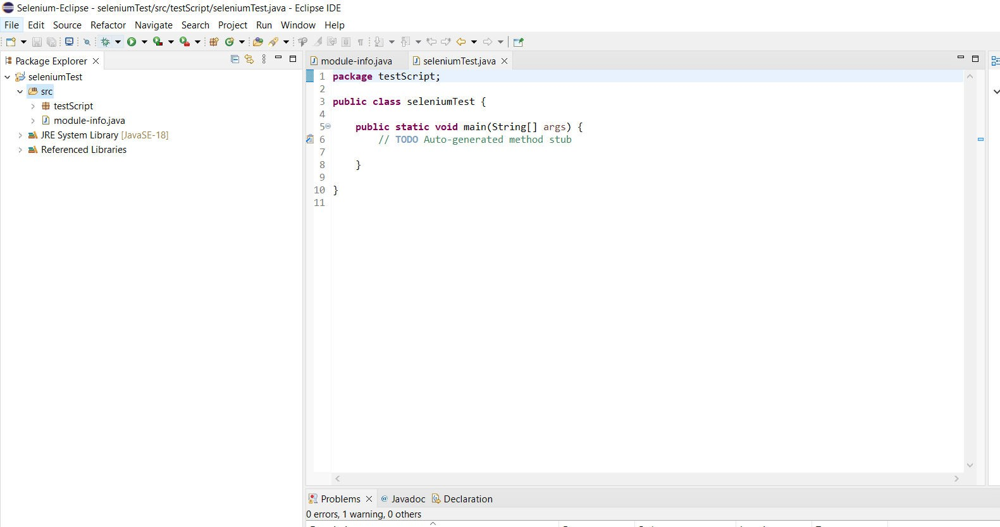 Selenium-Eclipse - seleniumTest/src/testScript/seleniumTest.java - Eclipse IDE
File Edit Source Refactor Navigate Search Project Run Window Help
Package Explorer
seleniumTest
src
testScript
module-info.java
JRE System Library [JavaSE-18]
Referenced Libraries
module-info.java seleniumTest.java
1 package testScript;
2
3 public class seleniumTest {
4
5 public static void main(String[] args) {
6 // TODO Auto-generated method stub
7
8 }
9
10 }
11
Problems @ Javadoc Declaration
0 errors, 1 warning, 0 others